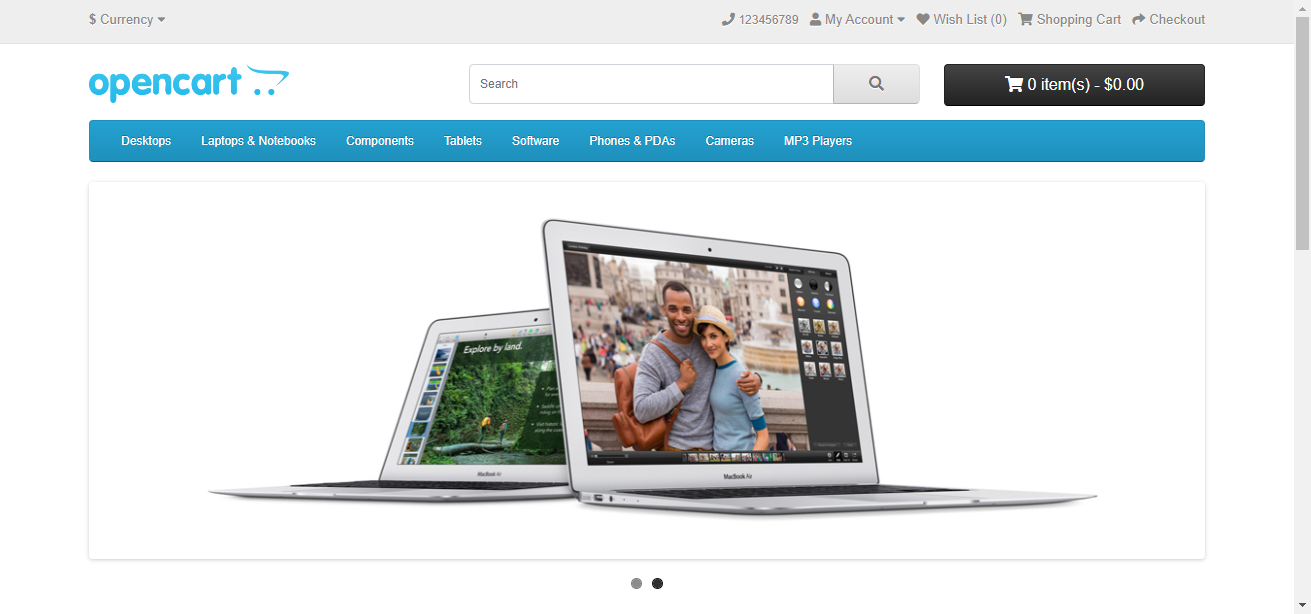 $ Currency
123456789 My Account Wish List (0) Shopping Cart Checkout
opencart
Search
0 item(s) - $0.00
Desktops Laptops & Notebooks Components Tablets Software Phones & PDAs Cameras MP3 Players
Explore by land.
MacBook Air
MacBook Air